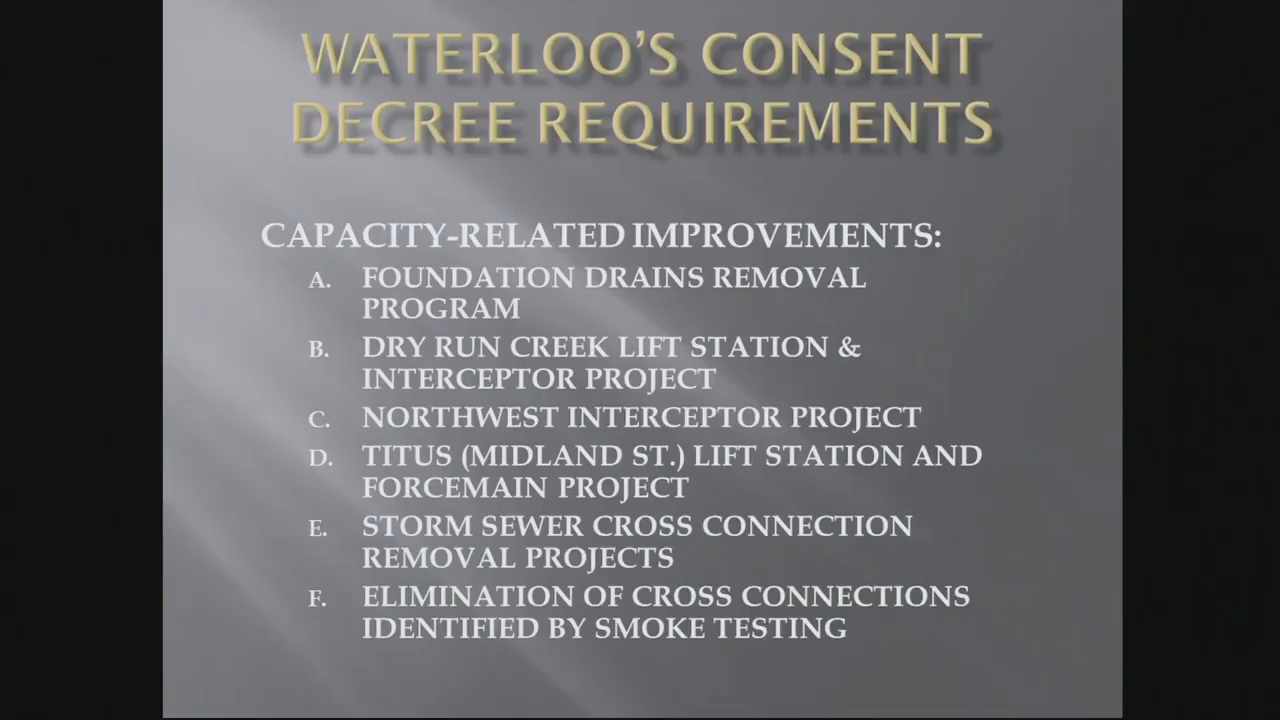 WATERLOO'S CONSENT
DECREE REQUIREMENTS
CAPACITY-RELATED IMPROVEMENTS:
A. FOUNDATION DRAINS REMOVAL
PROGRAM
B. DRY RUN CREEK LIFT STATION &
INTERCEPTOR PROJECT
C. NORTHWEST INTERCEPTOR PROJECT
D. TITUS (MIDLAND ST.) LIFT STATION AND
FORCEMAIN PROJECT
E. STORM SEWER CROSS CONNECTION
REMOVAL PROJECTS
F. ELIMINATION OF CROSS CONNECTIONS
IDENTIFIED BY SMOKE TESTING